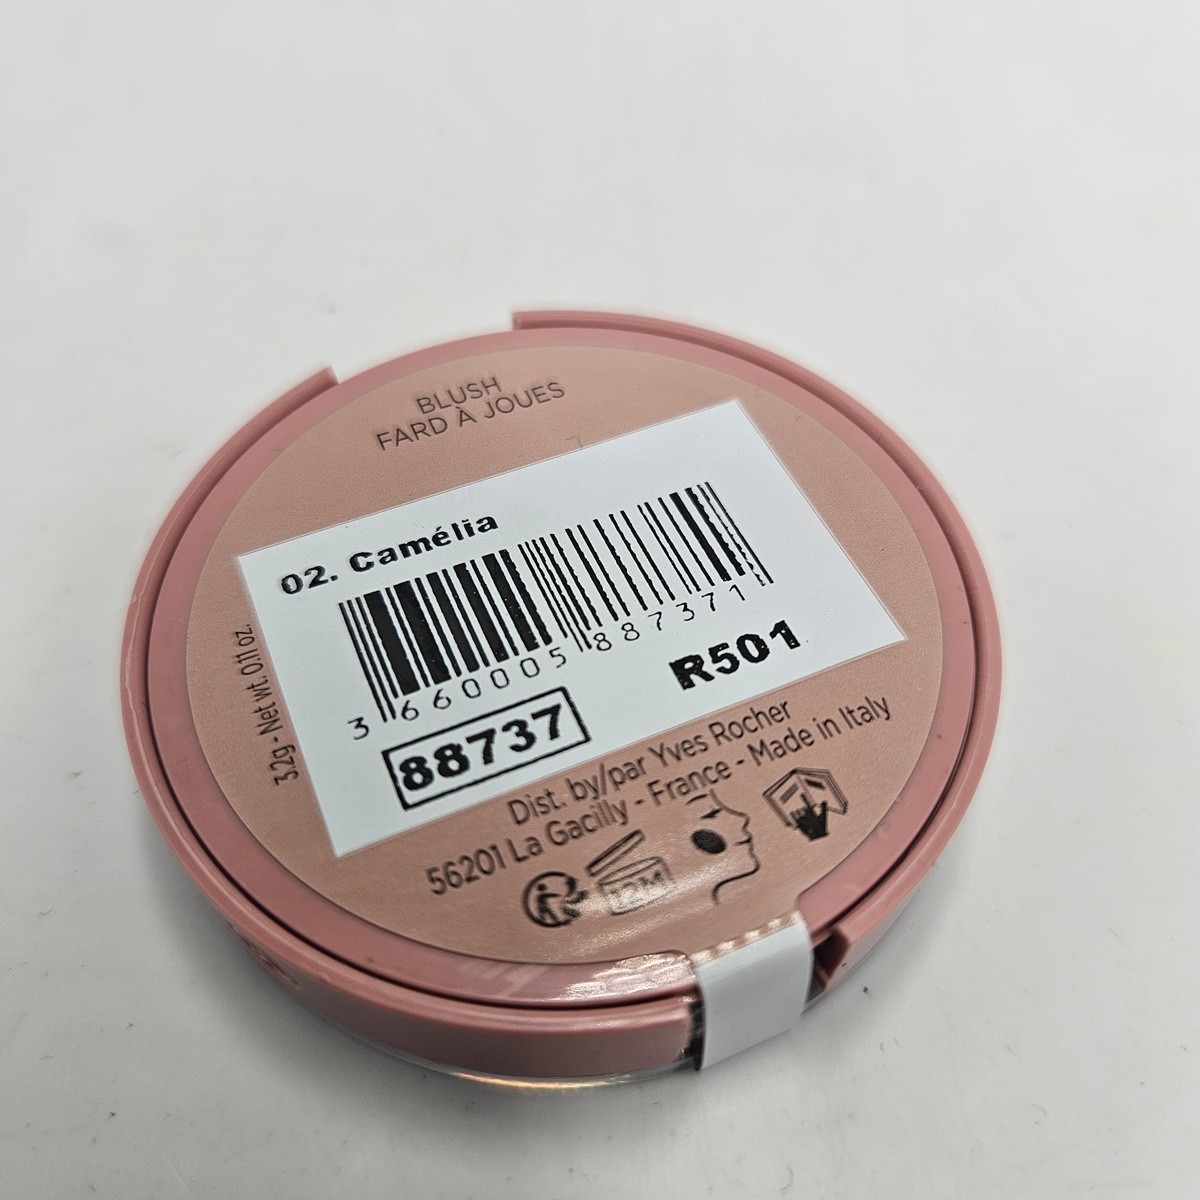 BLUSH
FARD À JOUES
02. Camélia
3 660005 887371
88737
R501
3.2g - Net wt. 0.11 oz.
Dist. by/par Yves Rocher
56201 La Gacilly - France - Made in Italy
12M